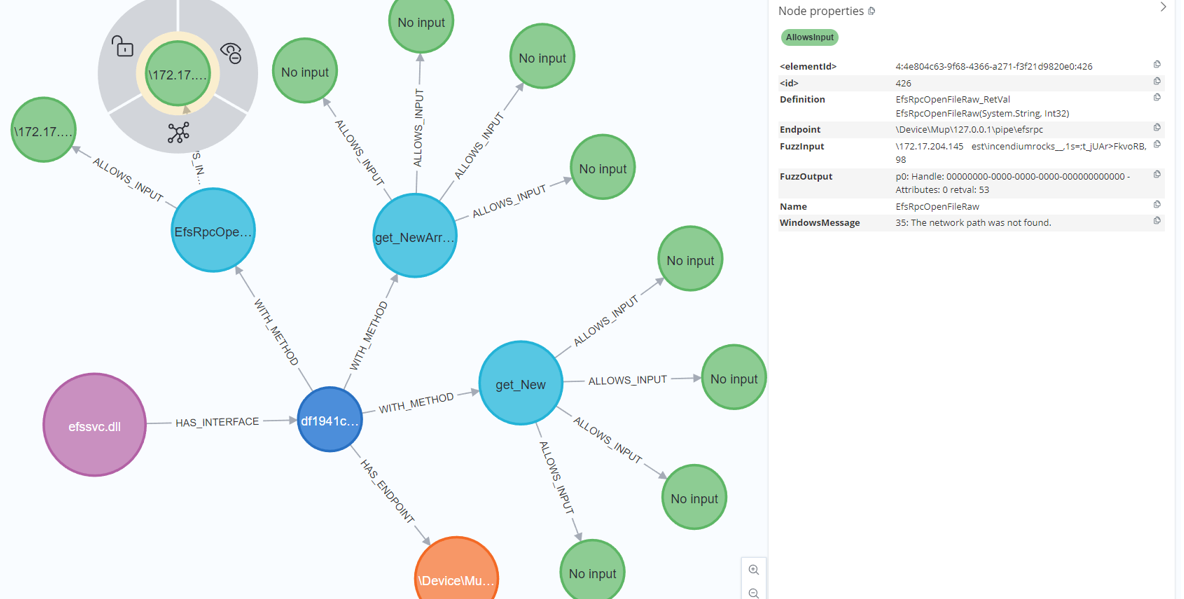 No input
No input
No input
\172.17....
\172.17....
ALLOWS_INPUT
ALLOWS_INPUT
ALLOWS_INPUT
ALLOWS_INPUT
'S_IN...
No input
ALLOWS_INPUT
EfsRpcOpe...
get_NewArr...
No input
WITH_METHOD
WITH_METHOD
ALLOWS_INPUT
efssvc.dll
HAS_INTERFACE
df1941c...
WITH_METHOD
get_New
ALLOWS_INPUT
No input
ALLOWS_INPUT
ALLOWS_INPUT
HAS_ENDPOINT
No input
\Device\Mu...
No input
Node properties
AllowsInput
<elementId> 4:4e804c63-9f68-4366-a271-f3f21d9820e0:426
<id> 426
Definition EfsRpcOpenFileRaw_RetVal
EfsRpcOpenFileRaw(System.String, Int32)
Endpoint \Device\Mup\127.0.0.1\pipe\efsrpc
FuzzInput \172.17.204.145 est\incendiumrocks__,1s=:t_jUAr>FkvoRB,
98
FuzzOutput p0: Handle: 00000000-0000-0000-0000-000000000000 -
Attributes: 0 retval: 53
Name EfsRpcOpenFileRaw
WindowsMessage 35: The network path was not found.